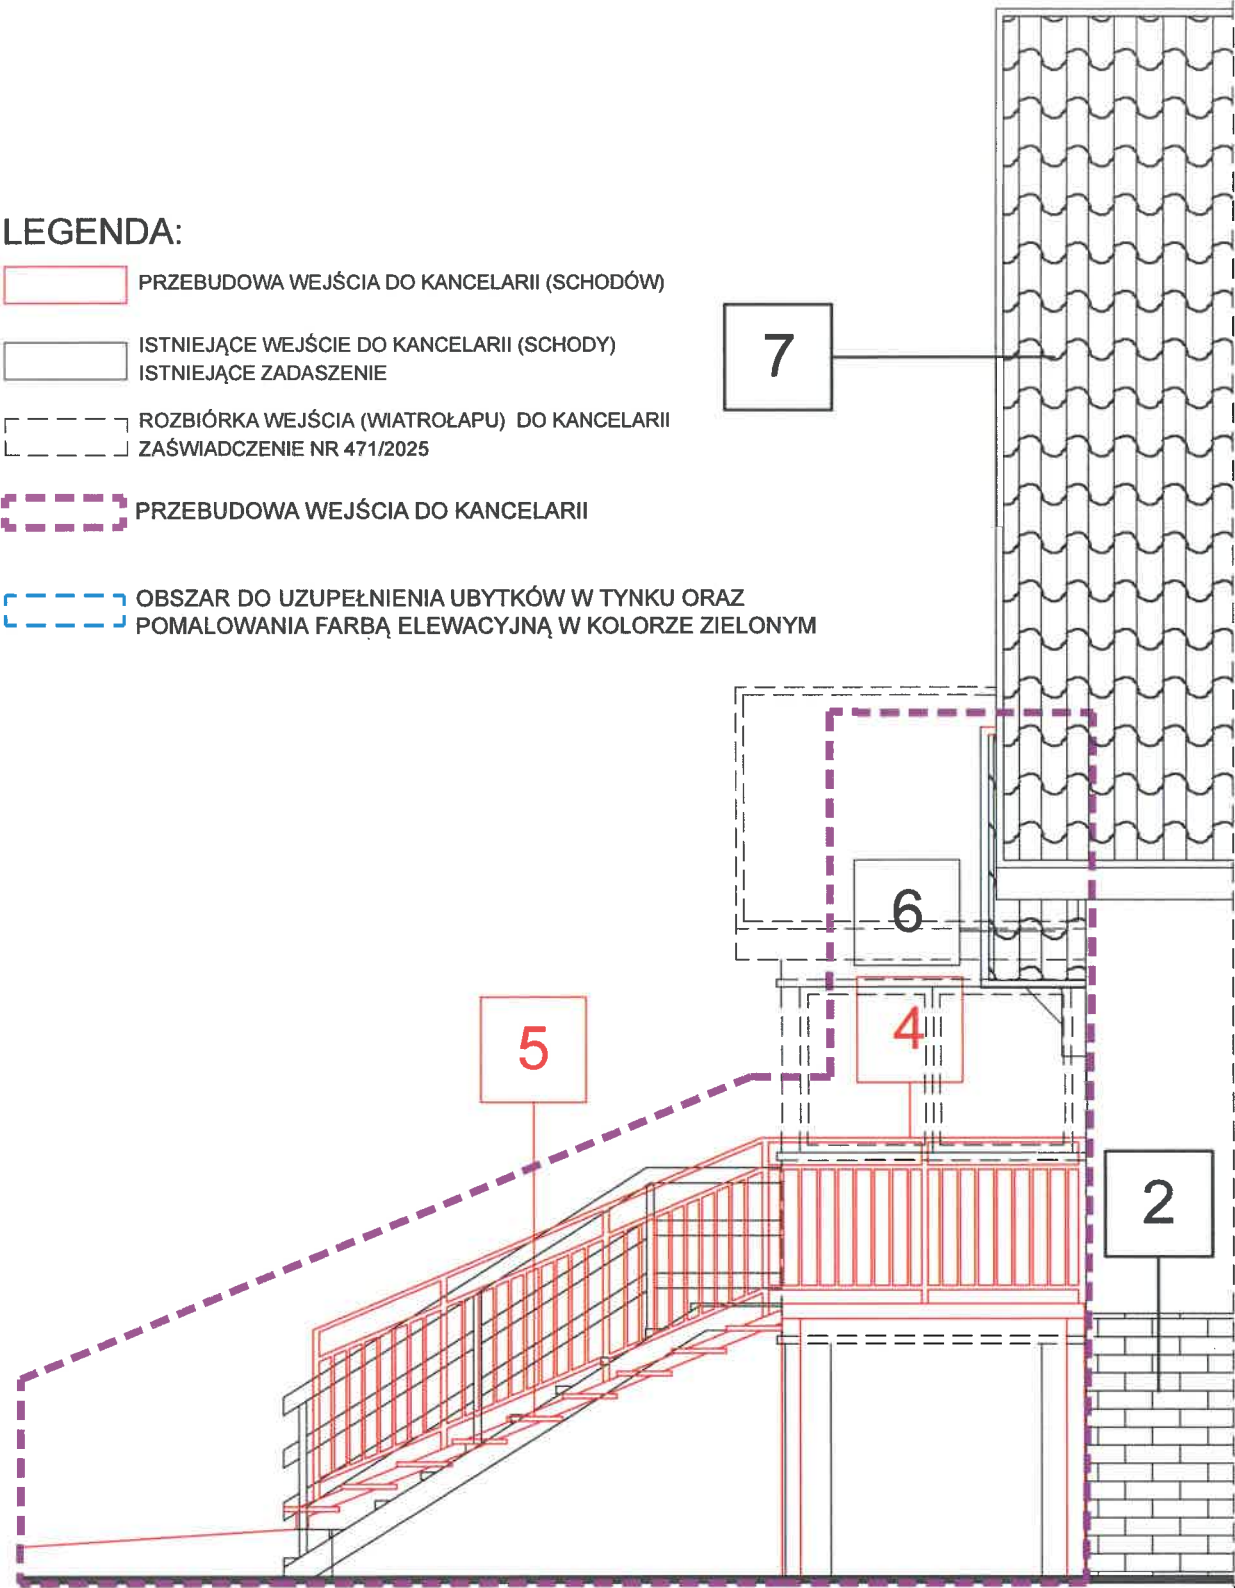 LEGENDA:
PRZEBUDOWA WEJŚCIA DO KANCELARII (SCHODÓW)
ISTNIEJĄCE WEJŚCIE DO KANCELARII (SCHODY)
ISTNIEJĄCE ZADASZENIE
ROZBIÓRKA WEJŚCIA (WIATROŁAPU) DO KANCELARII
ZAŚWIADCZENIE NR 471/2025
PRZEBUDOWA WEJŚCIA DO KANCELARII
OBSZAR DO UZUPEŁNIENIA UBYTKÓW W TYNKU ORAZ
POMALOWANIA FARBĄ ELEWACYJNĄ W KOLORZE ZIELONYM
7
6
5
4
2